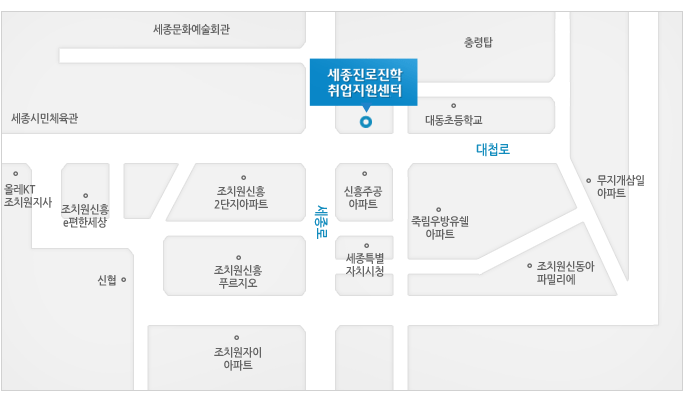 세종문화예술회관
충령탑
세종진로진학
취업지원센터
세종시민체육관
대동초등학교
대첩로
올레KT
조치원지사
조치원신흥
e편한세상
조치원신흥
2단지아파트
신흥주공
아파트
무지개삼일
아파트
세종로
죽림우방유쉘
아파트
세종특별
자치시청
조치원신흥
푸르지오
신협
조치원신동아
파밀리에
조치원자이
아파트